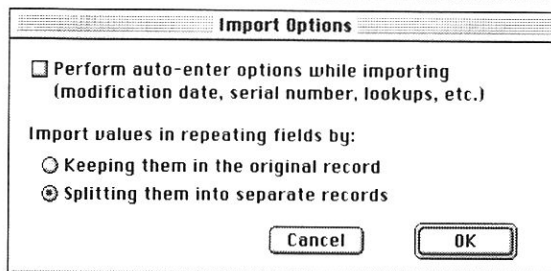 Import Options
Perform auto-enter options while importing
(modification date, serial number, lookups, etc.)
Import values in repeating fields by:
Keeping them in the original record
Splitting them into separate records
Cancel
OK